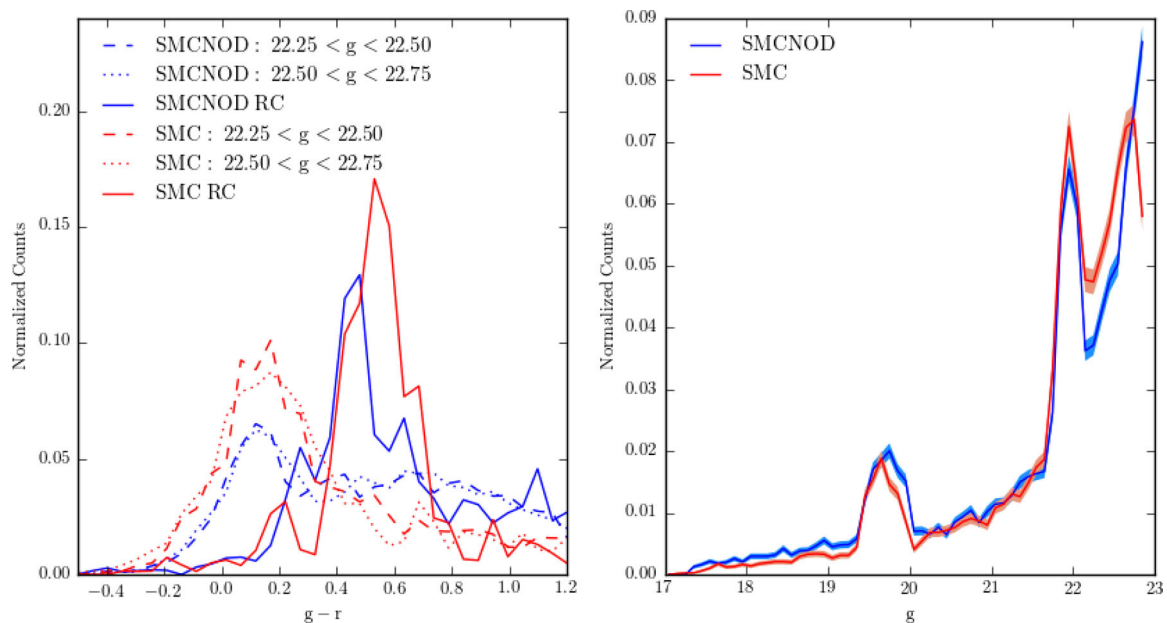 SMCNOD : 22.25 < g < 22.50
SMCNOD : 22.50 < g < 22.75
SMCNOD RC
SMC : 22.25 < g < 22.50
SMC : 22.50 < g < 22.75
SMC RC
Normalized Counts
0.20
0.15
0.10
0.05
0.00
−0.4 −0.2 0.0 0.2 0.4 0.6 0.8 1.0 1.2
g − r
SMCNOD
SMC
Normalized Counts
0.09
0.08
0.07
0.06
0.05
0.04
0.03
0.02
0.01
0.00
17 18 19 20 21 22 23
g